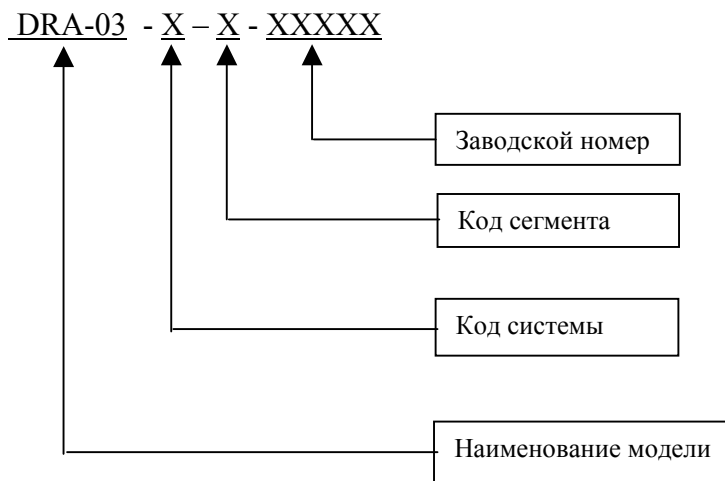 DRA-03 - X – X - XXXXX
Заводской номер
Код сегмента
Код системы
Наименование модели